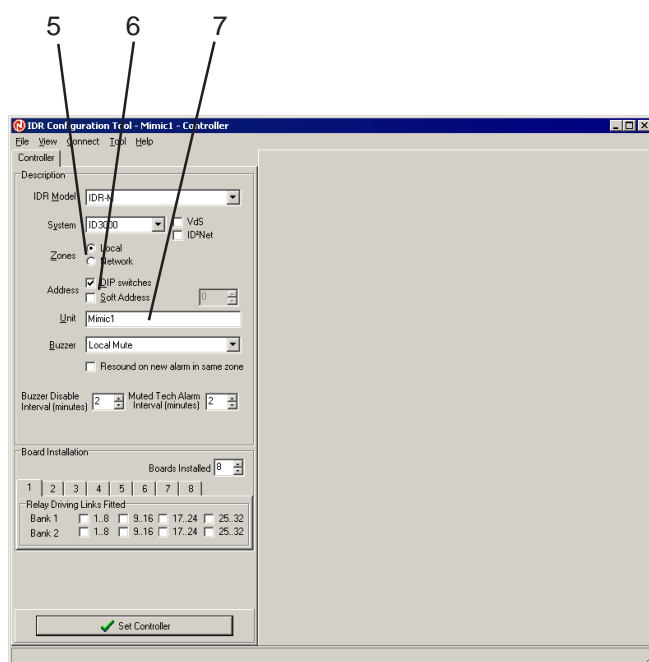 5 6 7
IDR Configuration Tool - Mimic1 - Controller
File View Connect Tool Help
Controller
Description
IDR Model IDR-M
System ID3000 VdS
ID²Net
Zones Local
Network
Address DIP switches
Soft Address 0
Unit Mimic1
Buzzer Local Mute
Resound on new alarm in same zone
Buzzer Disable Interval (minutes) 2 Muted Tech Alarm Interval (minutes) 2
Board Installation
Boards Installed 8
1 2 3 4 5 6 7 8
Relay Driving Links Fitted
Bank 1 1..8 9..16 17..24 25..32
Bank 2 1..8 9..16 17..24 25..32
Set Controller